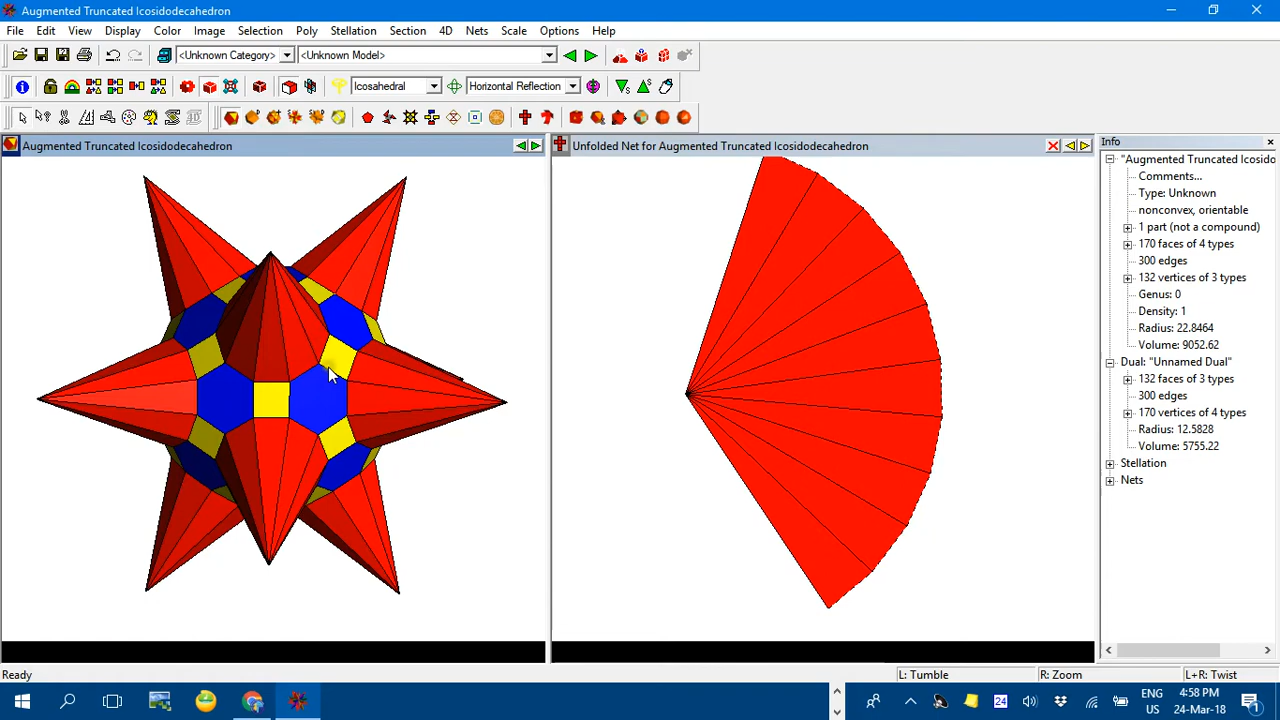 Augmented Truncated Icosidodecahedron
File Edit View Display Color Image Selection Poly Stellation Section 4D Nets Scale Options Help
<Unknown Category> <Unknown Model>
Icosahedral Horizontal Reflection
4D
Augmented Truncated Icosidodecahedron
Unfolded Net for Augmented Truncated Icosidodecahedron
Info
"Augmented Truncated Icosido
Comments...
Type: Unknown
nonconvex, orientable
1 part (not a compound)
170 faces of 4 types
300 edges
132 vertices of 3 types
Genus: 0
Density: 1
Radius: 22.8464
Volume: 9052.62
Dual: "Unnamed Dual"
132 faces of 3 types
300 edges
170 vertices of 4 types
Radius: 12.5828
Volume: 5755.22
Stellation
Nets
Ready
L: Tumble R: Zoom L+R: Twist
24
ENG
US
4:58 PM
24-Mar-18
1